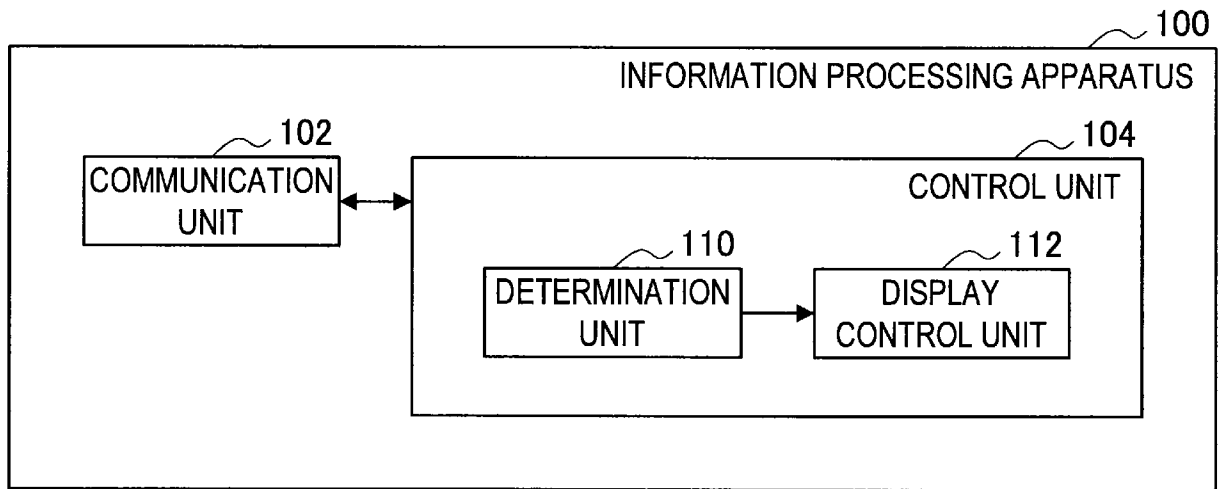 100
INFORMATION PROCESSING APPARATUS
102
COMMUNICATION
UNIT
104
CONTROL UNIT
110
DETERMINATION
UNIT
112
DISPLAY
CONTROL UNIT